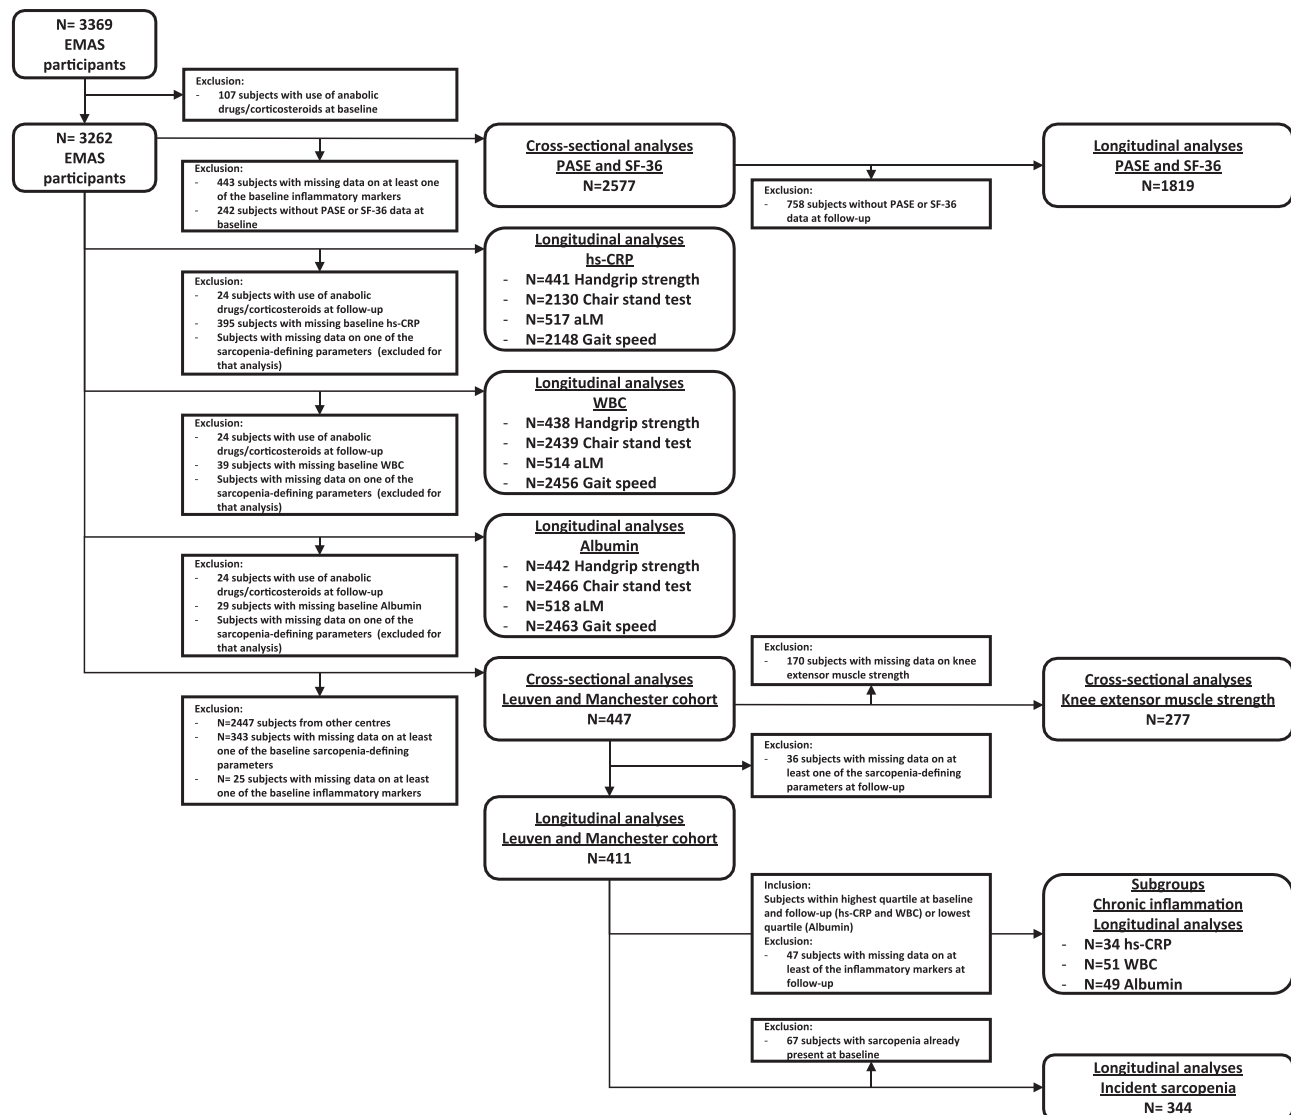 N= 3369
EMAS
participants
Exclusion:
- 107 subjects with use of anabolic
drugs/corticosteroids at baseline
N= 3262
EMAS
participants
Exclusion:
- 443 subjects with missing data on at least one
of the baseline inflammatory markers
- 242 subjects without PASE or SF-36 data at
baseline
Cross-sectional analyses
PASE and SF-36
N=2577
Exclusion:
- 758 subjects without PASE or SF-36
data at follow-up
Longitudinal analyses
PASE and SF-36
N=1819
Exclusion:
- 24 subjects with use of anabolic
drugs/corticosteroids at follow-up
- 395 subjects with missing baseline hs-CRP
- Subjects with missing data on one of the
sarcopenia-defining parameters (excluded for
that analysis)
Longitudinal analyses
hs-CRP
- N=441 Handgrip strength
- N=2130 Chair stand test
- N=517 aLM
- N=2148 Gait speed
Exclusion:
- 24 subjects with use of anabolic
drugs/corticosteroids at follow-up
- 39 subjects with missing baseline WBC
- Subjects with missing data on one of the
sarcopenia-defining parameters (excluded for
that analysis)
Longitudinal analyses
WBC
- N=438 Handgrip strength
- N=2439 Chair stand test
- N=514 aLM
- N=2456 Gait speed
Exclusion:
- 24 subjects with use of anabolic
drugs/corticosteroids at follow-up
- 29 subjects with missing baseline Albumin
- Subjects with missing data on one of the
sarcopenia-defining parameters (excluded for
that analysis)
Longitudinal analyses
Albumin
- N=442 Handgrip strength
- N=2466 Chair stand test
- N=518 aLM
- N=2463 Gait speed
Exclusion:
- N=2447 subjects from other centres
- N=343 subjects with missing data on at least
one of the baseline sarcopenia-defining
parameters
- N= 25 subjects with missing data on at least
one of the baseline inflammatory markers
Cross-sectional analyses
Leuven and Manchester cohort
N=447
Exclusion:
- 170 subjects with missing data on knee
extensor muscle strength
Cross-sectional analyses
Knee extensor muscle strength
N=277
Exclusion:
- 36 subjects with missing data on at
least one of the sarcopenia-defining
parameters at follow-up
Longitudinal analyses
Leuven and Manchester cohort
N=411
Inclusion:
Subjects within highest quartile at baseline
and follow-up (hs-CRP and WBC) or lowest
quartile (Albumin)
Exclusion:
- 47 subjects with missing data on at
least of the inflammatory markers at
follow-up
Subgroups
Chronic inflammation
Longitudinal analyses
- N=34 hs-CRP
- N=51 WBC
- N=49 Albumin
Exclusion:
- 67 subjects with sarcopenia already
present at baseline
Longitudinal analyses
Incident sarcopenia
N= 344